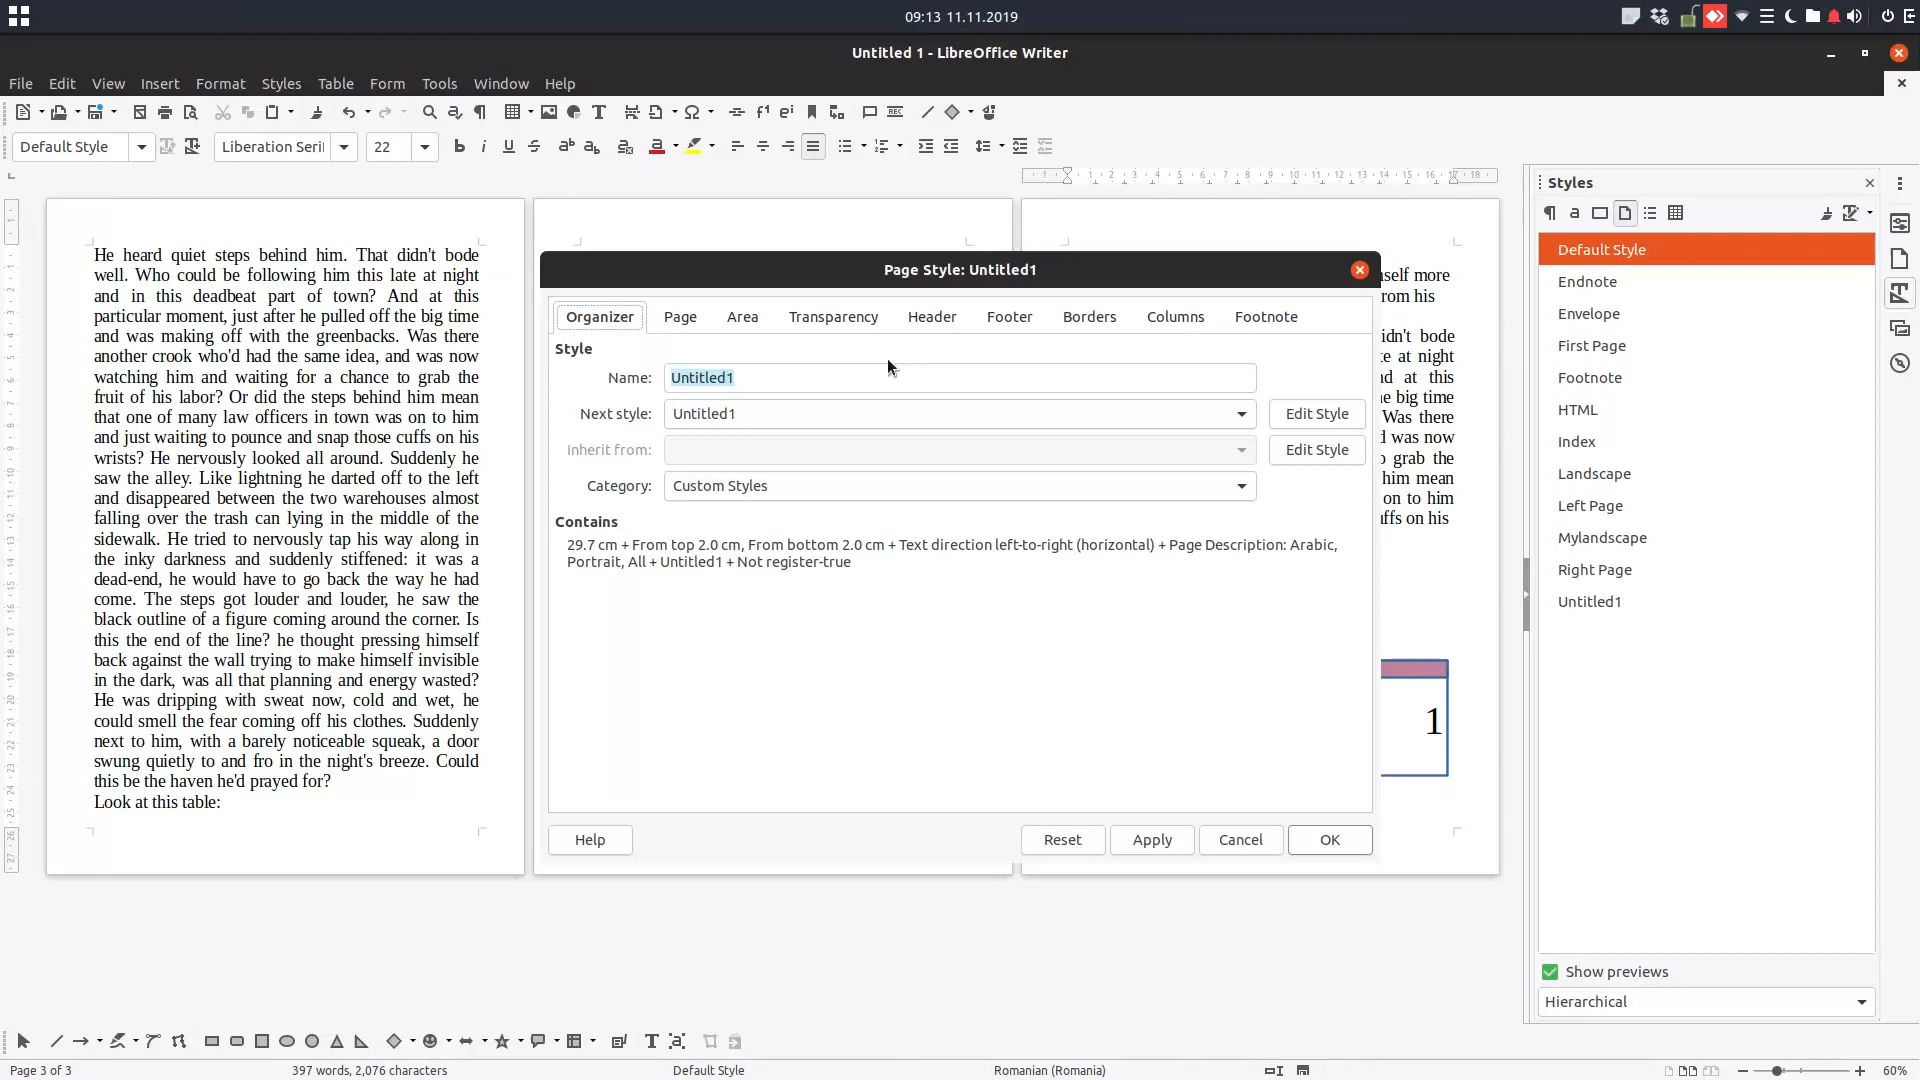 09:13 11.11.2019
Untitled 1 - LibreOffice Writer
File Edit View Insert Format Styles Table Form Tools Window Help
Default Style
Liberation Seri
22
He heard quiet steps behind him. That didn't bode
well. Who could be following him this late at night
and in this deadbeat part of town? And at this
particular moment, just after he pulled off the big time
and was making off with the greenbacks. Was there
another crook who'd had the same idea, and was now
watching him and waiting for a chance to grab the
fruit of his labor? Or did the steps behind him mean
that one of many law officers in town was on to him
and just waiting to pounce and snap those cuffs on his
wrists? He nervously looked all around. Suddenly he
saw the alley. Like lightning he darted off to the left
and disappeared between the two warehouses almost
falling over the trash can lying in the middle of the
sidewalk. He tried to nervously tap his way along in
the inky darkness and suddenly stiffened: it was a
dead-end, he would have to go back the way he had
come. The steps got louder and louder, he saw the
black outline of a figure coming around the corner. Is
this the end of the line? he thought pressing himself
back against the wall trying to make himself invisible
in the dark, was all that planning and energy wasted?
He was dripping with sweat now, cold and wet, he
could smell the fear coming off his clothes. Suddenly
next to him, with a barely noticeable squeak, a door
swung quietly to and fro in the night's breeze. Could
this be the haven he'd prayed for?
Look at this table:
Page Style: Untitled1
Organizer Page Area Transparency Header Footer Borders Columns Footnote
Style
Name: Untitled1
Next style: Untitled1 Edit Style
Inherit from: Edit Style
Category: Custom Styles
Contains
29.7 cm + From top 2.0 cm, From bottom 2.0 cm + Text direction left-to-right (horizontal) + Page Description: Arabic,
Portrait, All + Untitled1 + Not register-true
Help Reset Apply Cancel OK
more
his
bode
at night
at this
big time
Was there
was now
grab the
him mean
on to him
on his
1
Styles
Default Style
Endnote
Envelope
First Page
Footnote
HTML
Index
Landscape
Left Page
Mylandscape
Right Page
Untitled1
Show previews
Hierarchical
Page 3 of 3 397 words, 2,076 characters Default Style Romanian (Romania) 60%